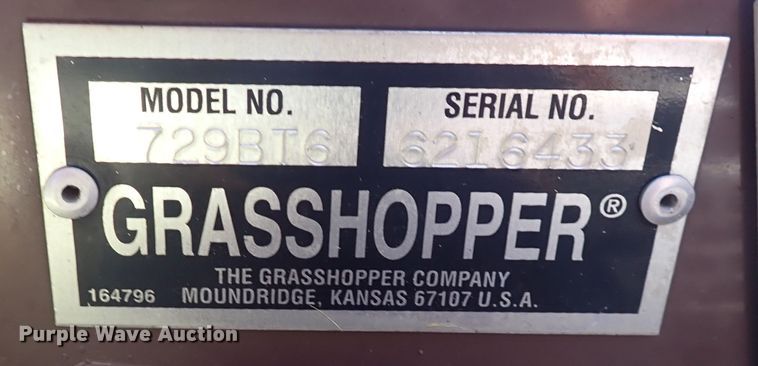 MODEL NO. SERIAL NO.
729BT6 6216433
GRASSHOPPER®
THE GRASSHOPPER COMPANY
164796 MOUNDRIDGE, KANSAS 67107 U.S.A.
Purple Wave Auction